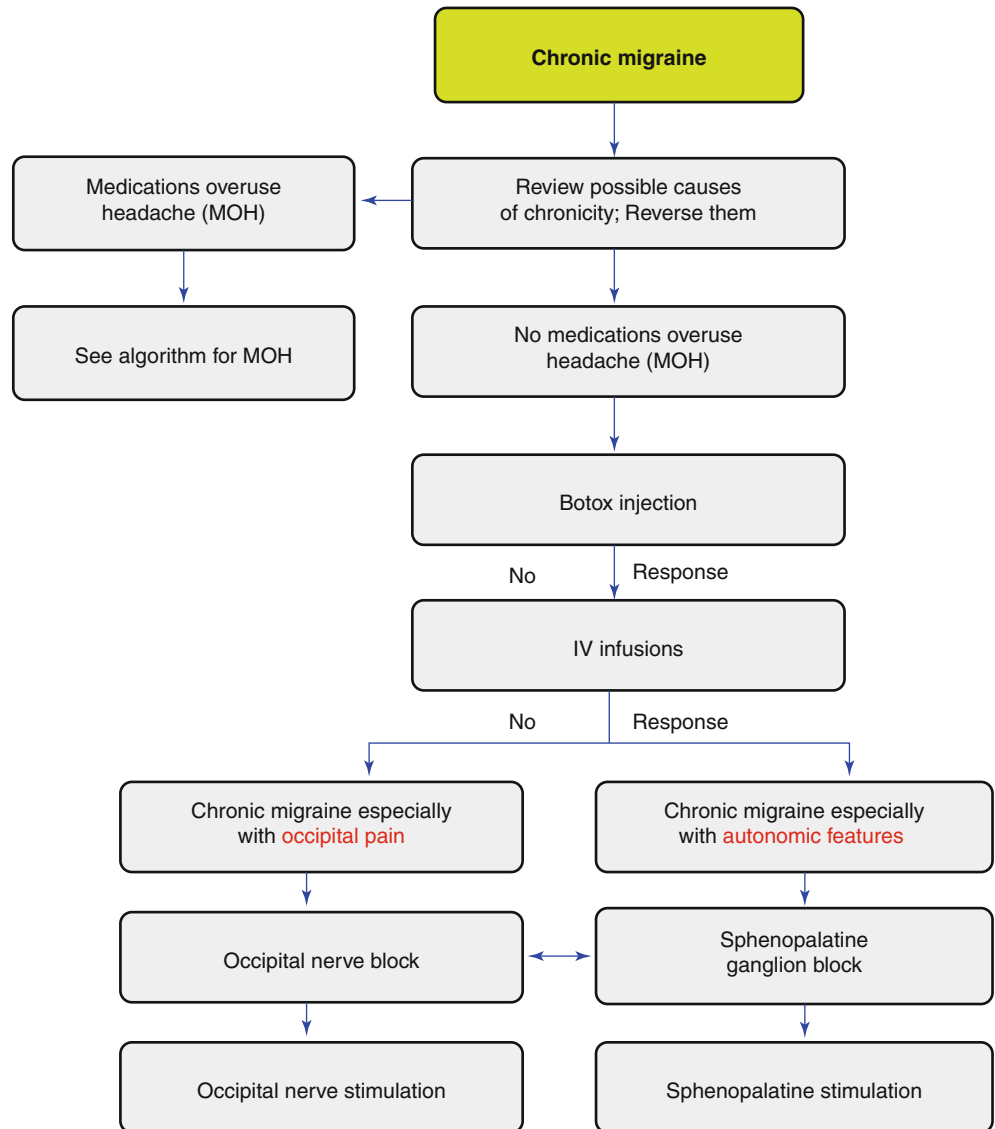 Chronic migraine
Medications overuse
headache (MOH)
Review possible causes
of chronicity; Reverse them
See algorithm for MOH
No medications overuse
headache (MOH)
Botox injection
No Response
IV infusions
No Response
Chronic migraine especially
with occipital pain
Chronic migraine especially
with autonomic features
Occipital nerve block
Sphenopalatine
ganglion block
Occipital nerve stimulation
Sphenopalatine stimulation